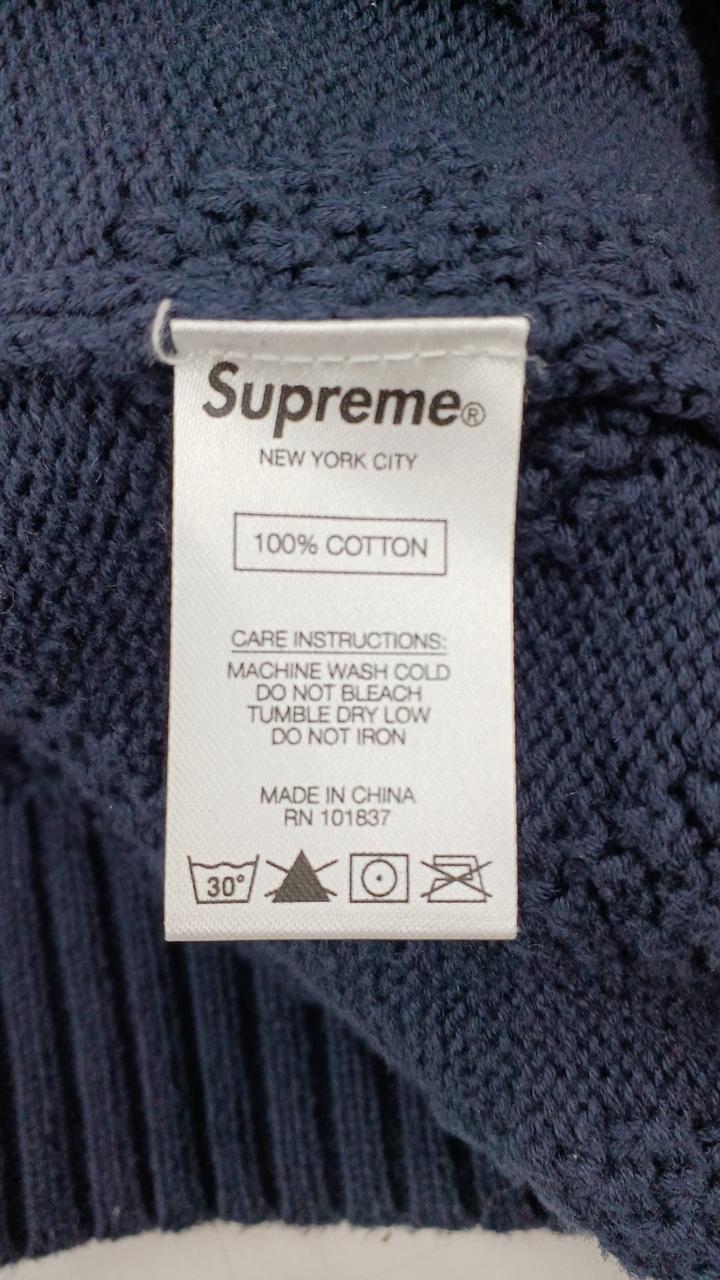 Supreme®
NEW YORK CITY
100% COTTON
CARE INSTRUCTIONS:
MACHINE WASH COLD
DO NOT BLEACH
TUMBLE DRY LOW
DO NOT IRON
MADE IN CHINA
RN 101837
30°